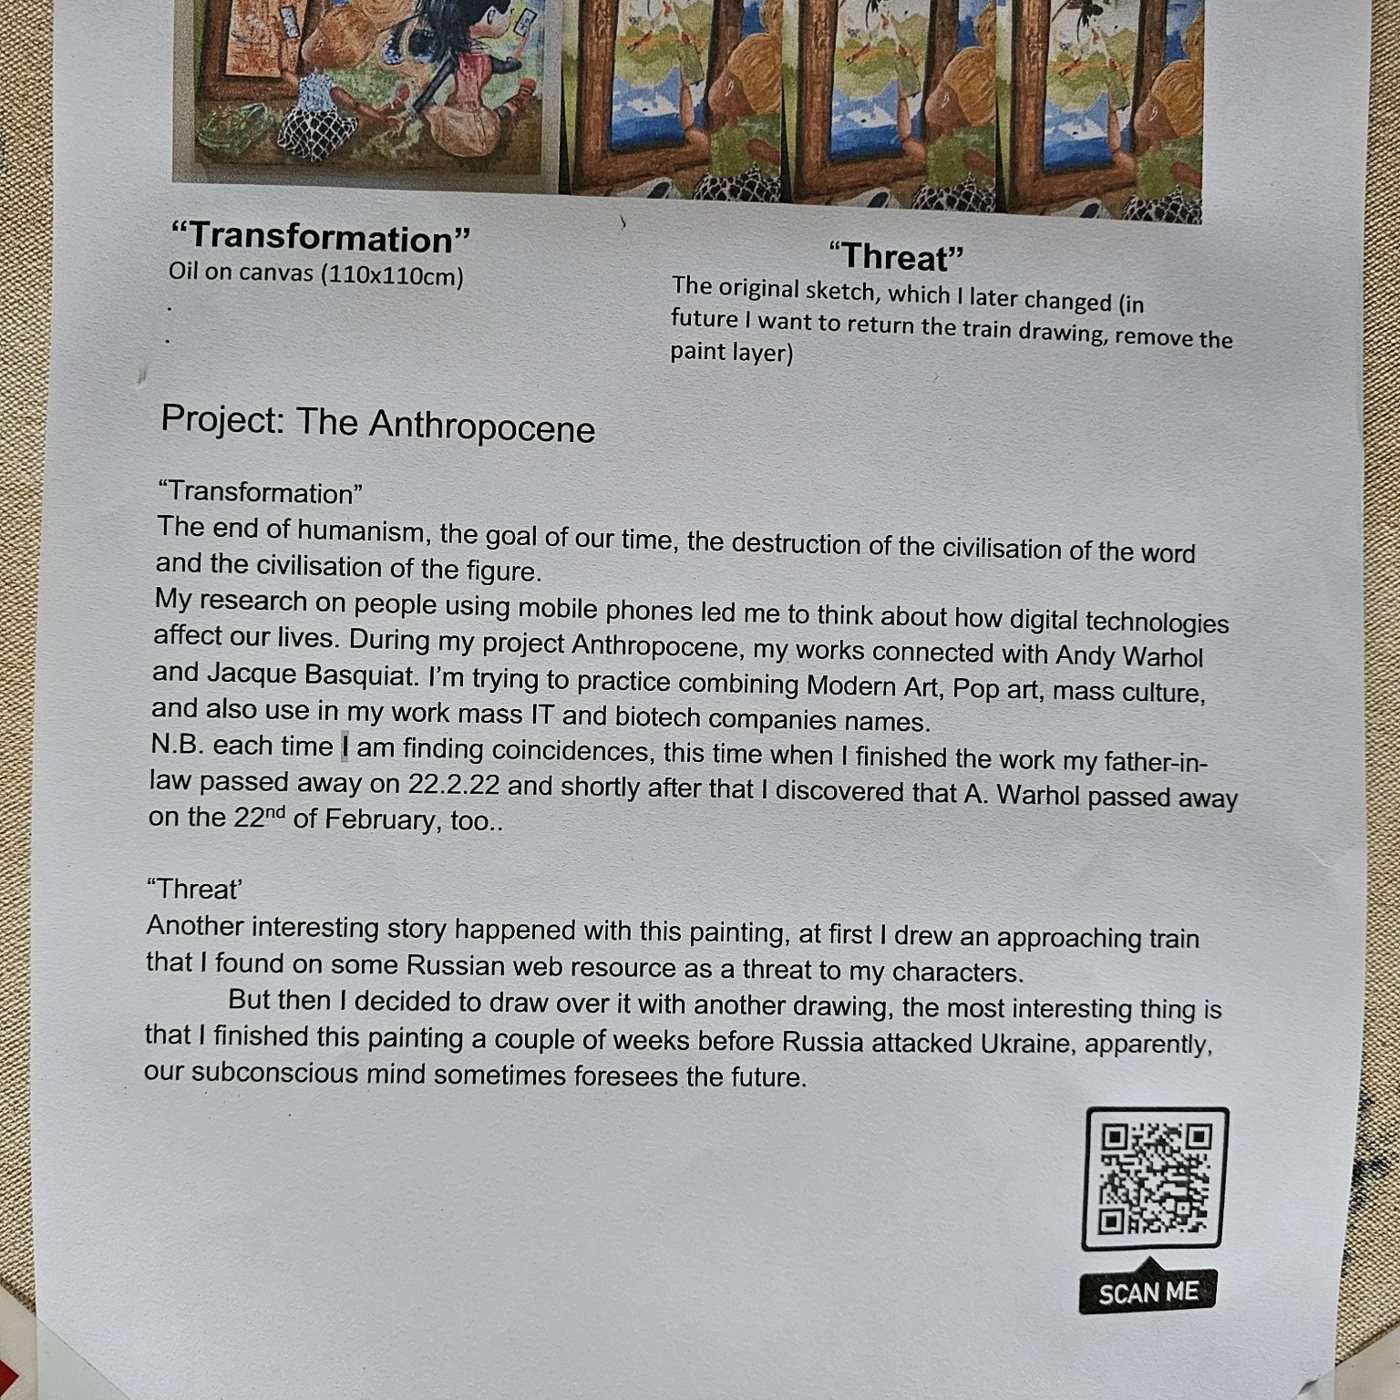 “Transformation”
Oil on canvas (110x110cm)
.
.
“Threat”
The original sketch, which I later changed (in
future I want to return the train drawing, remove the
paint layer)
Project: The Anthropocene
“Transformation”
The end of humanism, the goal of our time, the destruction of the civilisation of the word
and the civilisation of the figure.
My research on people using mobile phones led me to think about how digital technologies
affect our lives. During my project Anthropocene, my works connected with Andy Warhol
and Jacque Basquiat. I’m trying to practice combining Modern Art, Pop art, mass culture,
and also use in my work mass IT and biotech companies names.
N.B. each time I am finding coincidences, this time when I finished the work my father-in-
law passed away on 22.2.22 and shortly after that I discovered that A. Warhol passed away
on the 22nd of February, too..
“Threat’
Another interesting story happened with this painting, at first I drew an approaching train
that I found on some Russian web resource as a threat to my characters.
But then I decided to draw over it with another drawing, the most interesting thing is
that I finished this painting a couple of weeks before Russia attacked Ukraine, apparently,
our subconscious mind sometimes foresees the future.
SCAN ME